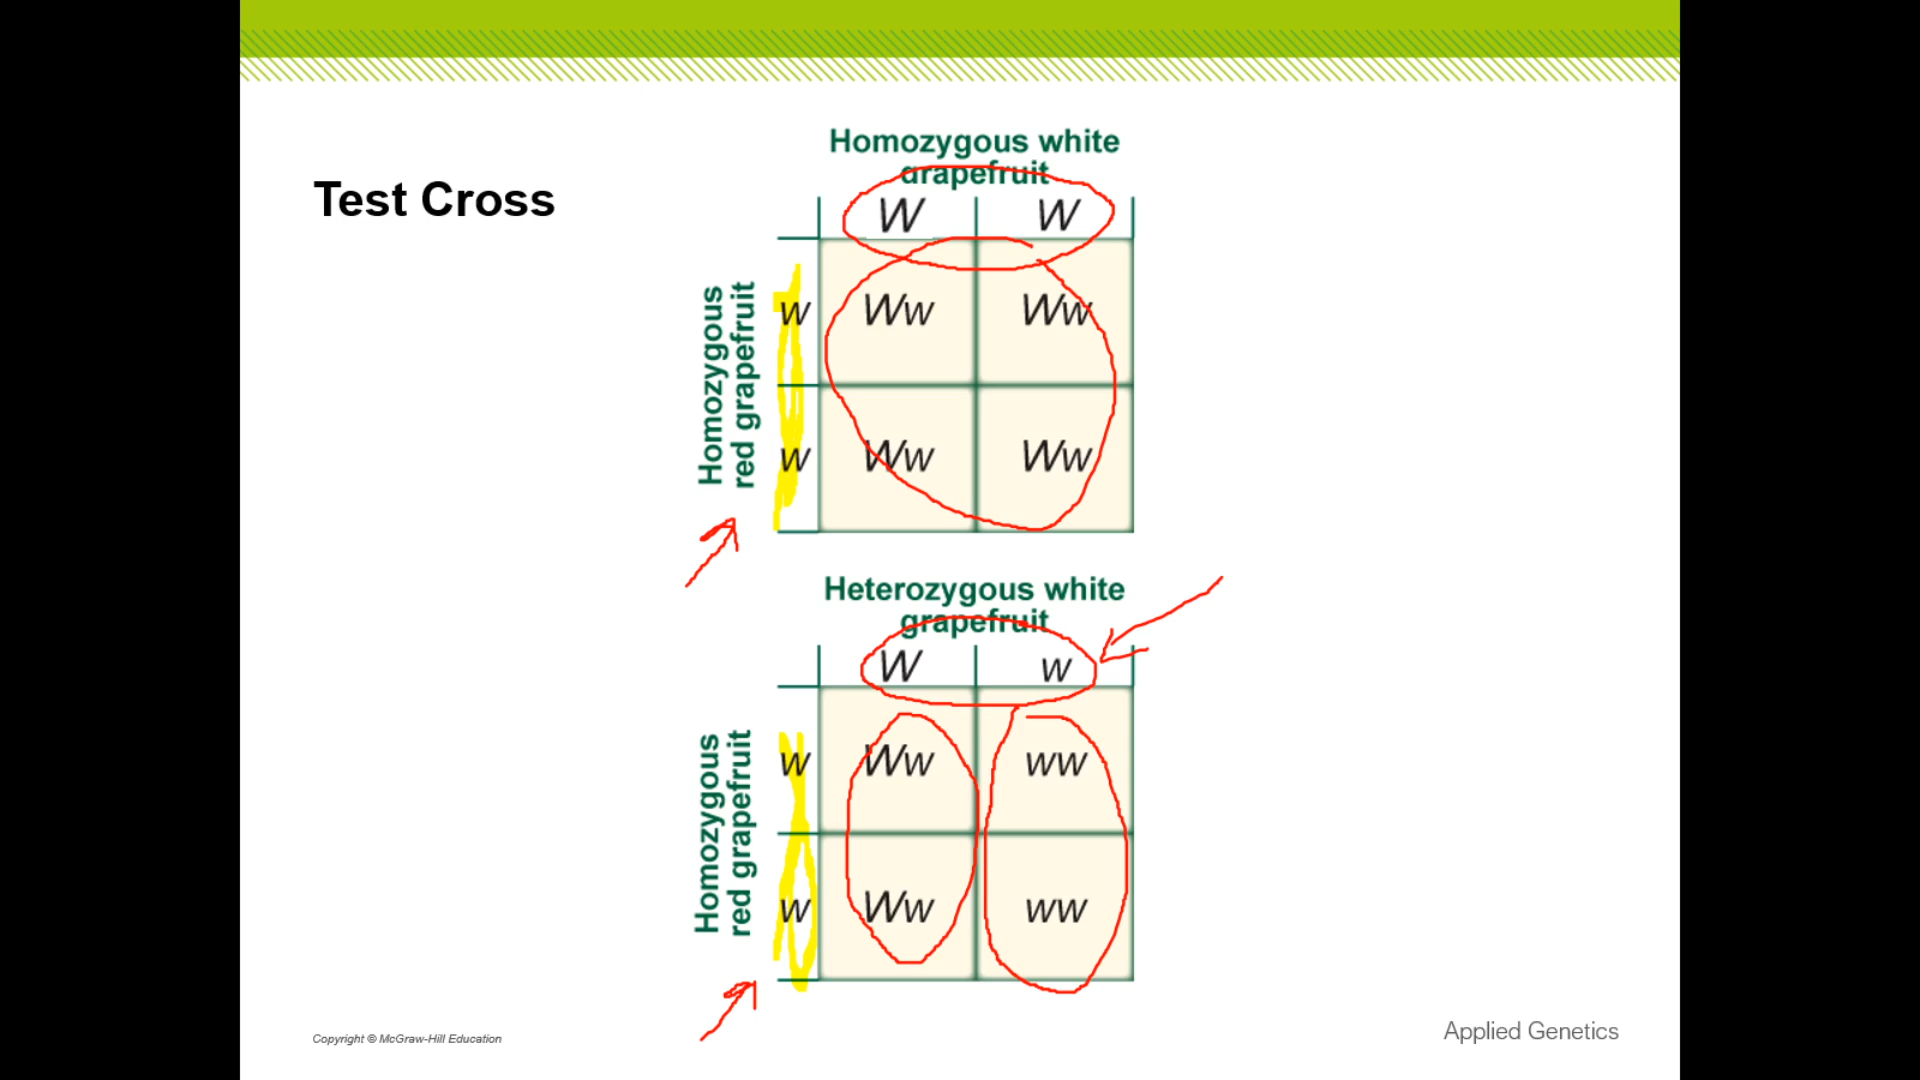 Test Cross
Homozygous white
grapefruit
W W
Homozygous
red grapefruit
w Ww Ww
w Ww Ww
Heterozygous white
grapefruit
W w
Homozygous
red grapefruit
w Ww ww
w Ww ww
Copyright © McGraw-Hill Education
Applied Genetics